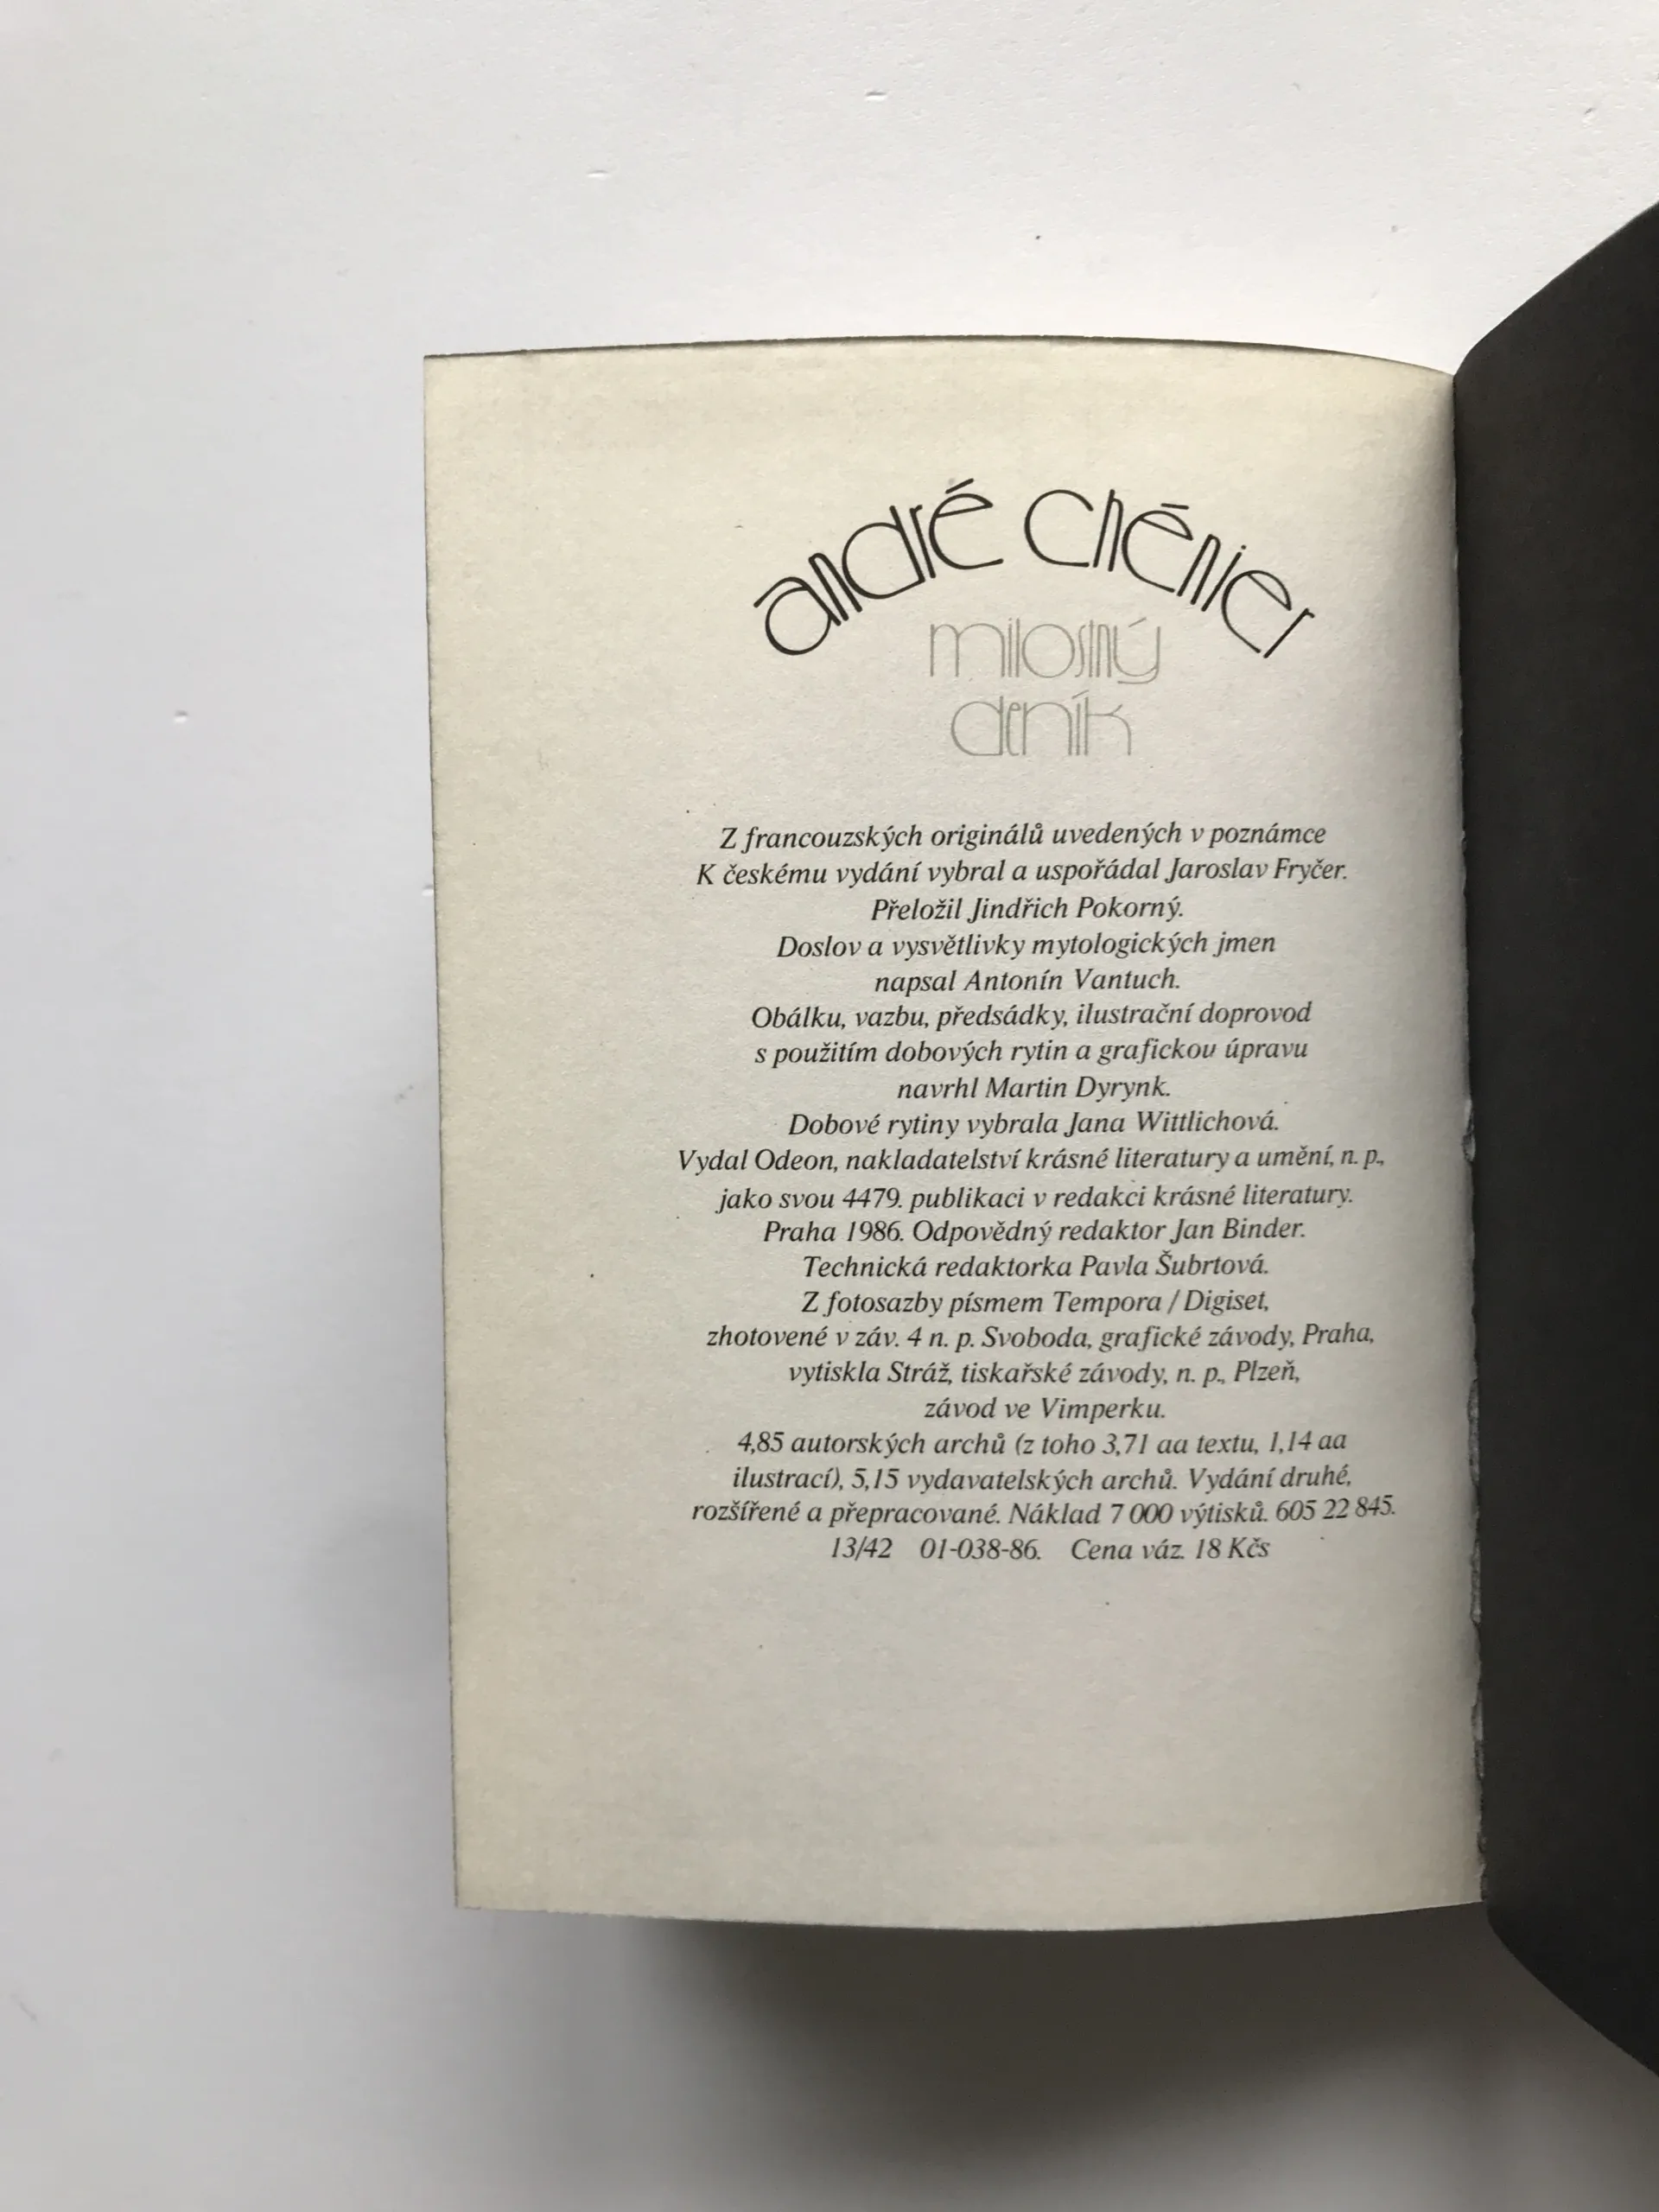 andré chénier
milostný
deník
Z francouzských originálů uvedených v poznámce
K českému vydání vybral a uspořádal Jaroslav Fryčer.
Přeložil Jindřich Pokorný.
Doslov a vysvětlivky mytologických jmen
napsal Antonín Vantuch.
Obálku, vazbu, předsádky, ilustrační doprovod
s použitím dobových rytin a grafickou úpravu
navrhl Martin Dyrynk.
Dobové rytiny vybrala Jana Wittlichová.
Vydal Odeon, nakladatelství krásné literatury a umění, n. p.,
jako svou 4479. publikaci v redakci krásné literatury.
Praha 1986. Odpovědný redaktor Jan Binder.
Technická redaktorka Pavla Šubrtová.
Z fotosazby písmem Tempora / Digiset,
zhotovené v záv. 4 n. p. Svoboda, grafické závody, Praha,
vytiskla Stráž, tiskařské závody, n. p., Plzeň,
závod ve Vimperku.
4,85 autorských archů (z toho 3,71 aa textu, 1,14 aa
ilustrací), 5,15 vydavatelských archů. Vydání druhé,
rozšířené a přepracované. Náklad 7 000 výtisků. 605 22 845.
13/42 01-038-86. Cena váz. 18 Kčs